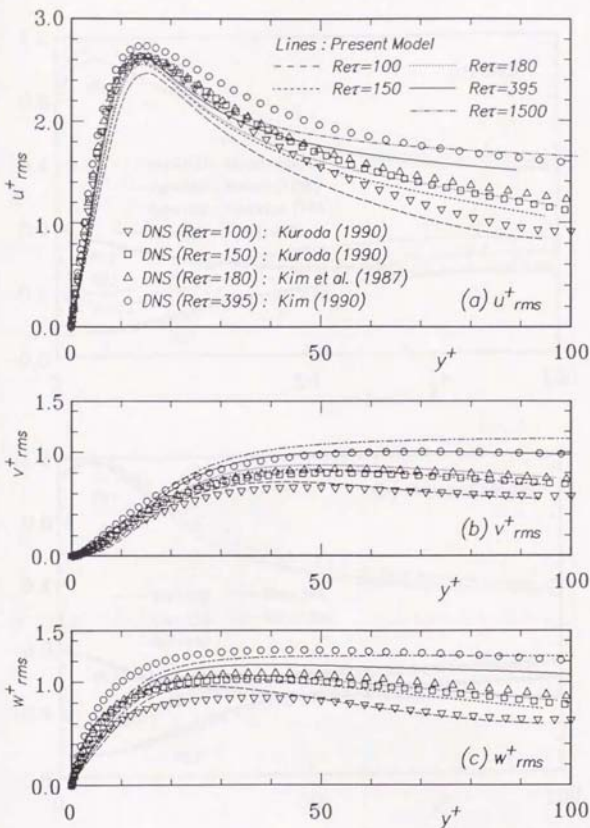 3.0
2.0
1.0
0.0
u⁺rms
Lines : Present Model
Reτ=100
Reτ=150
Reτ=180
Reτ=395
Reτ=1500
▽ DNS (Reτ=100) : Kuroda (1990)
□ DNS (Reτ=150) : Kuroda (1990)
△ DNS (Reτ=180) : Kim et al. (1987)
○ DNS (Reτ=395) : Kim (1990)
(a) u⁺rms
0 50 y⁺ 100
1.5
1.0
0.5
0.0
v⁺rms
(b) v⁺rms
0 50 y⁺ 100
1.5
1.0
0.5
0.0
w⁺rms
(c) w⁺rms
0 50 y⁺ 100